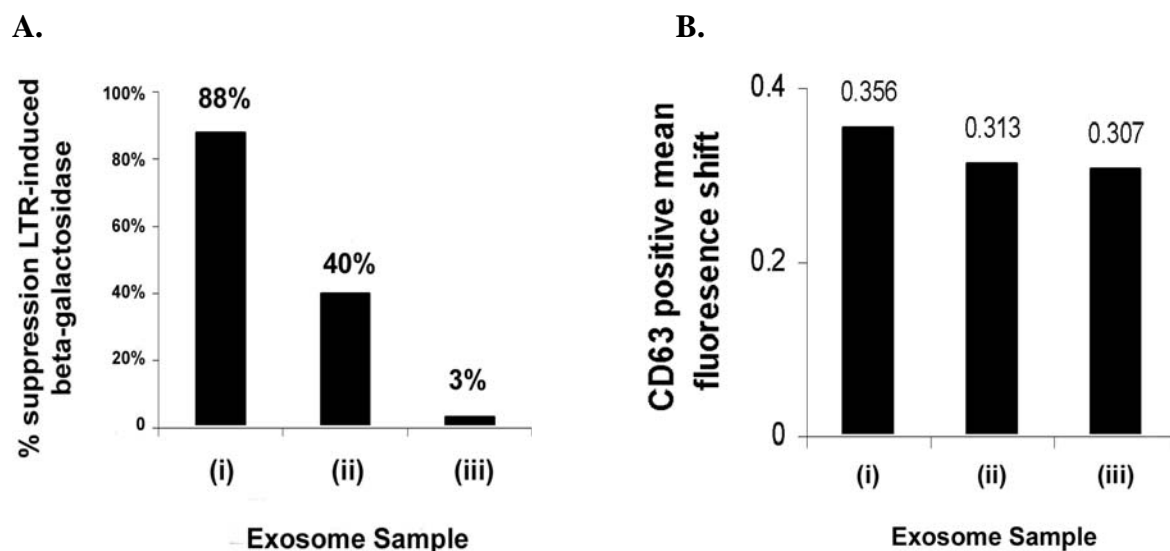 A.
% suppression LTR-induced
beta-galactosidase
100%
80%
60%
40%
20%
0
88%
40%
3%
(i)
(ii)
(iii)
Exosome Sample
B.
CD63 positive mean
fluoresence shift
0.4
0.2
0
0.356
0.313
0.307
(i)
(ii)
(iii)
Exosome Sample